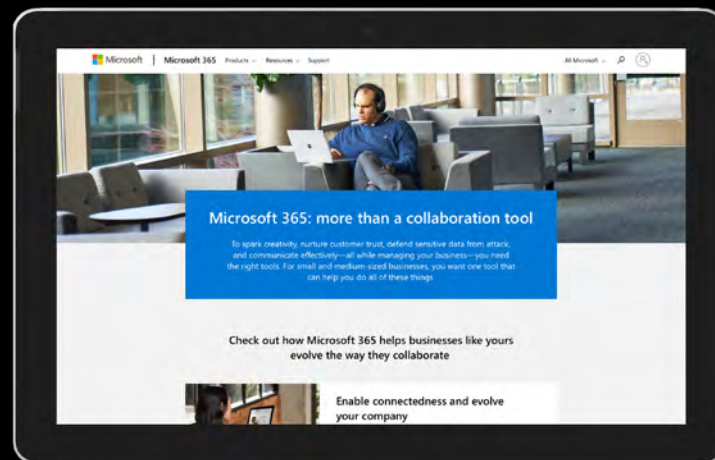 Microsoft | Microsoft 365 Products Resources Support All Microsoft
Microsoft 365: more than a collaboration tool
To spark creativity, nurture customer trust, defend sensitive data from attack,
and communicate effectively—all while managing your business—you need
the right tools. For small and medium-sized businesses, you want one tool that
can help you do all of these things.
Check out how Microsoft 365 helps businesses like yours
evolve the way they collaborate
Enable connectedness and evolve
your company